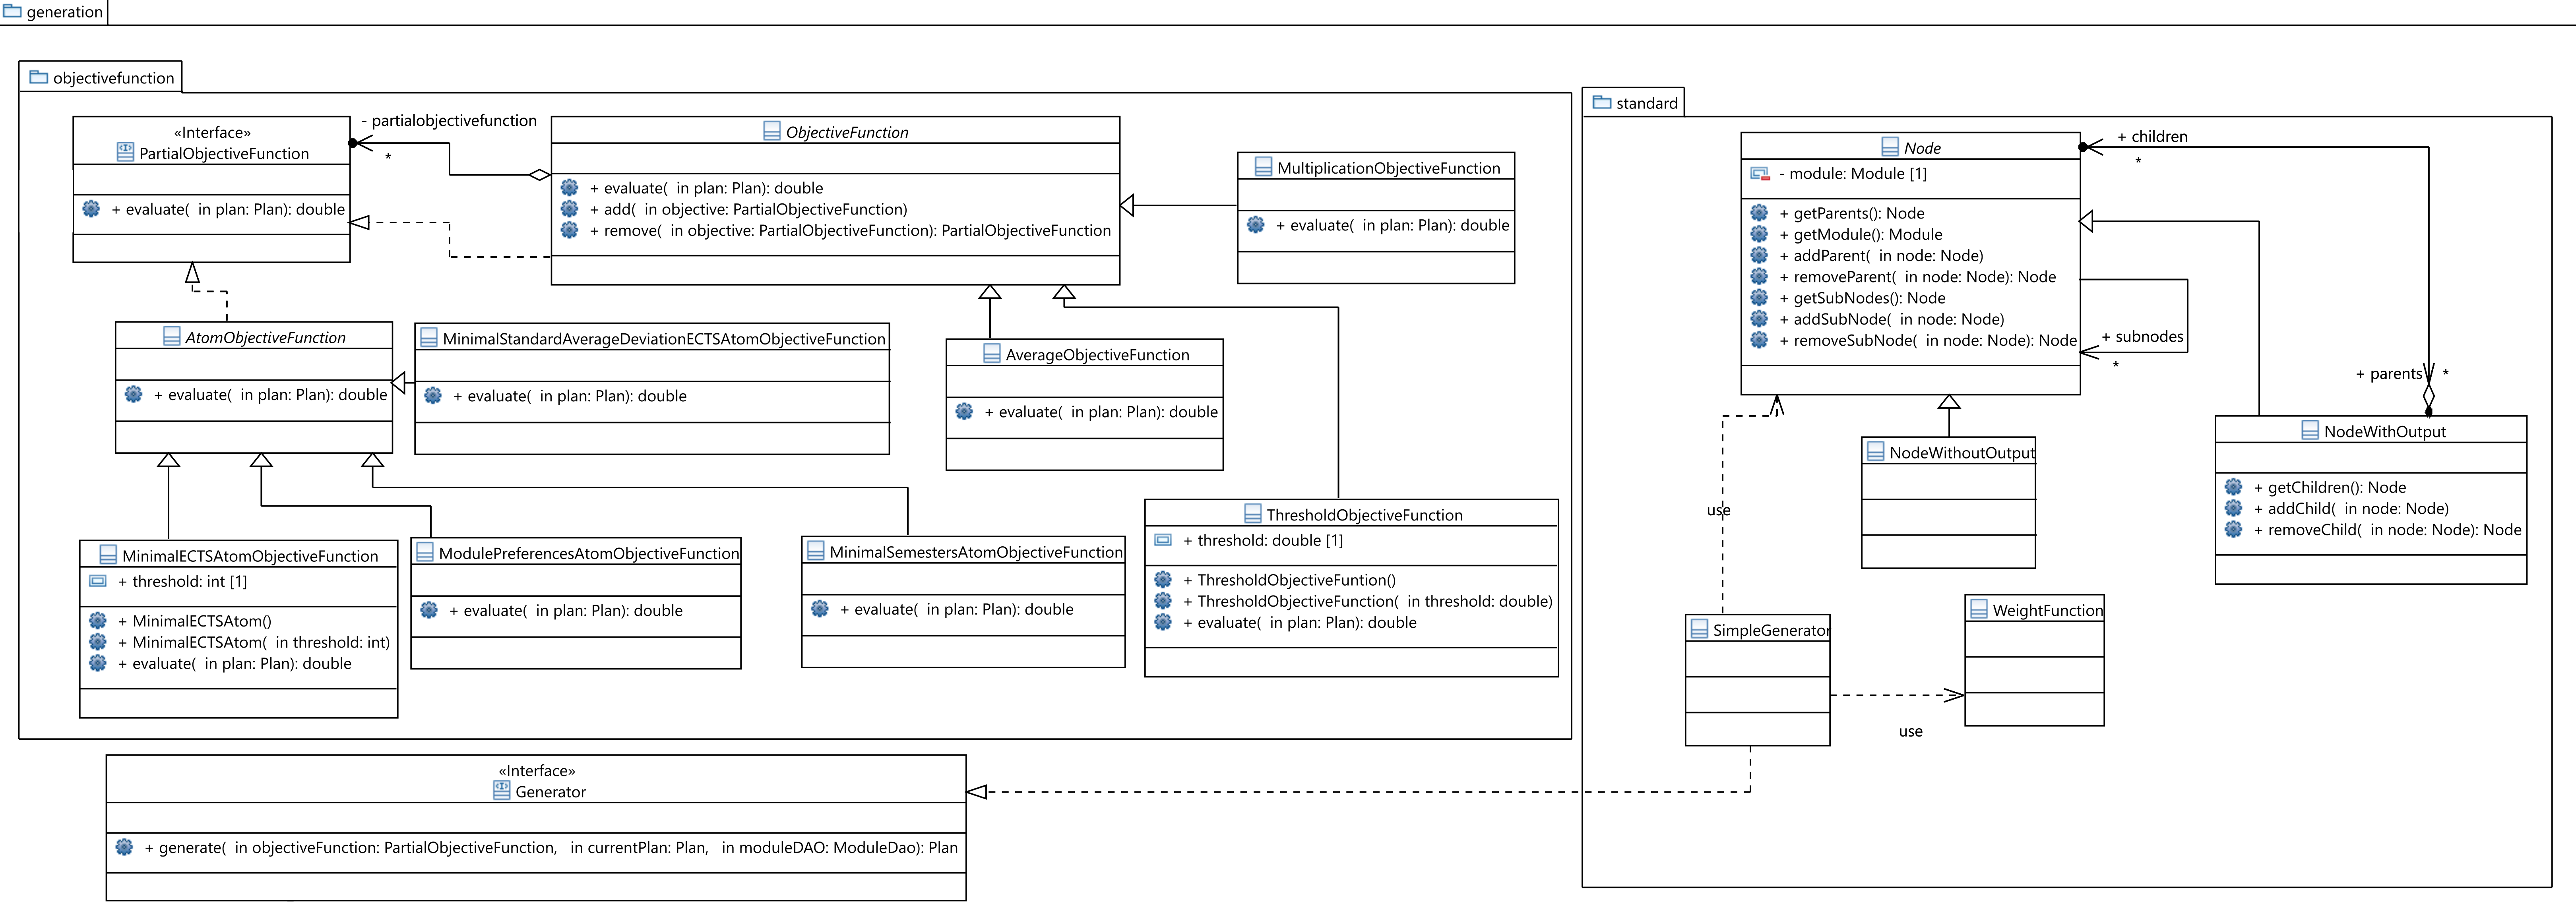 generation
objectivefunction
«Interface»
PartialObjectiveFunction
+ evaluate(  in plan: Plan): double
- partialobjectivefunction
*
ObjectiveFunction
+ evaluate(  in plan: Plan): double
+ add(  in objective: PartialObjectiveFunction)
+ remove(  in objective: PartialObjectiveFunction): PartialObjectiveFunction
MultiplicationObjectiveFunction
+ evaluate(  in plan: Plan): double
AtomObjectiveFunction
+ evaluate(  in plan: Plan): double
MinimalStandardAverageDeviationECTSAtomObjectiveFunction
+ evaluate(  in plan: Plan): double
AverageObjectiveFunction
+ evaluate(  in plan: Plan): double
MinimalECTSAtomObjectiveFunction
+ threshold: int [1]
+ MinimalECTSAtom()
+ MinimalECTSAtom(  in threshold: int)
+ evaluate(  in plan: Plan): double
ModulePreferencesAtomObjectiveFunction
+ evaluate(  in plan: Plan): double
MinimalSemestersAtomObjectiveFunction
+ evaluate(  in plan: Plan): double
ThresholdObjectiveFunction
+ threshold: double [1]
+ ThresholdObjectiveFuntion()
+ ThresholdObjectiveFunction(  in threshold: double)
+ evaluate(  in plan: Plan): double
«Interface»
Generator
+ generate(  in objectiveFunction: PartialObjectiveFunction,   in currentPlan: Plan,   in moduleDAO: ModuleDao): Plan
standard
Node
- module: Module [1]
+ getParents(): Node
+ getModule(): Module
+ addParent(  in node: Node)
+ removeParent(  in node: Node): Node
+ getSubNodes(): Node
+ addSubNode(  in node: Node)
+ removeSubNode(  in node: Node): Node
+ children
*
+ subnodes
*
+ parents
*
NodeWithoutOutput
NodeWithOutput
+ getChildren(): Node
+ addChild(  in node: Node)
+ removeChild(  in node: Node): Node
use
SimpleGenerator
WeightFunction
use